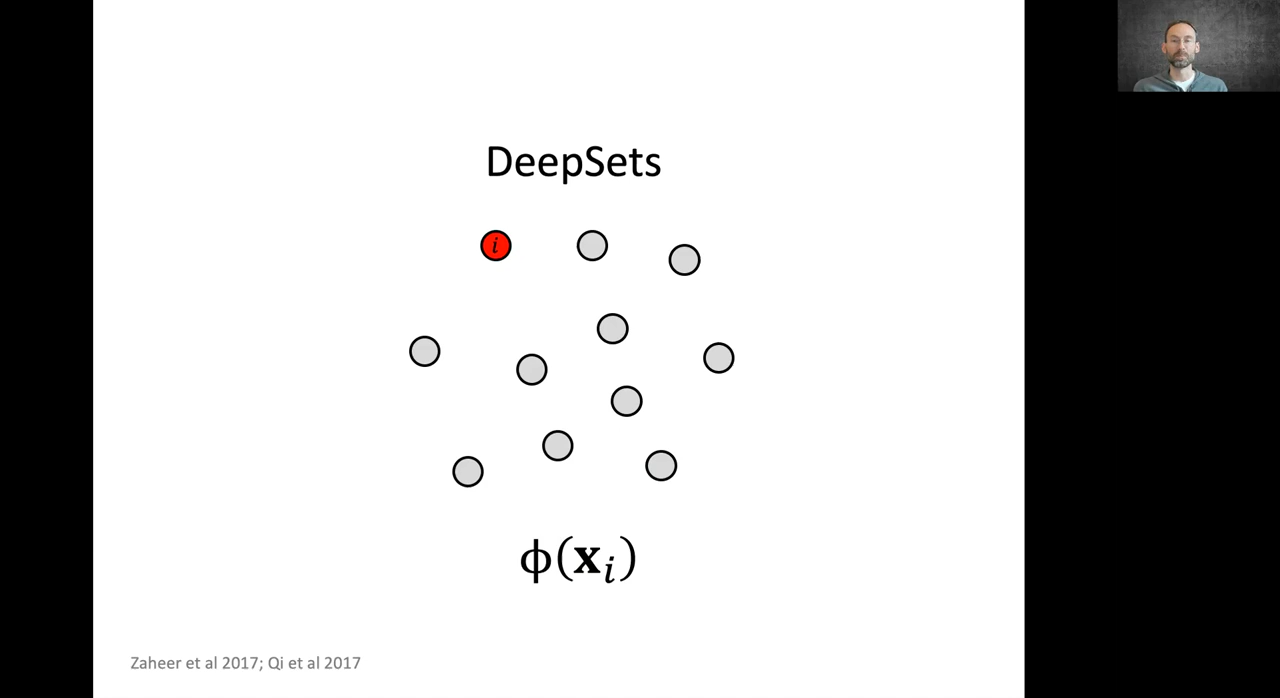 DeepSets
i
ϕ(𝐱ᵢ)
Zaheer et al 2017; Qi et al 2017